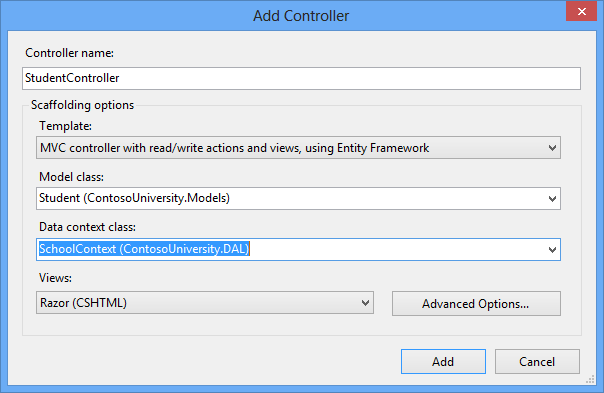 Add Controller
Controller name:
StudentController
Scaffolding options
Template:
MVC controller with read/write actions and views, using Entity Framework
Model class:
Student (ContosoUniversity.Models)
Data context class:
SchoolContext (ContosoUniversity.DAL)
Views:
Razor (CSHTML)
Advanced Options...
Add
Cancel